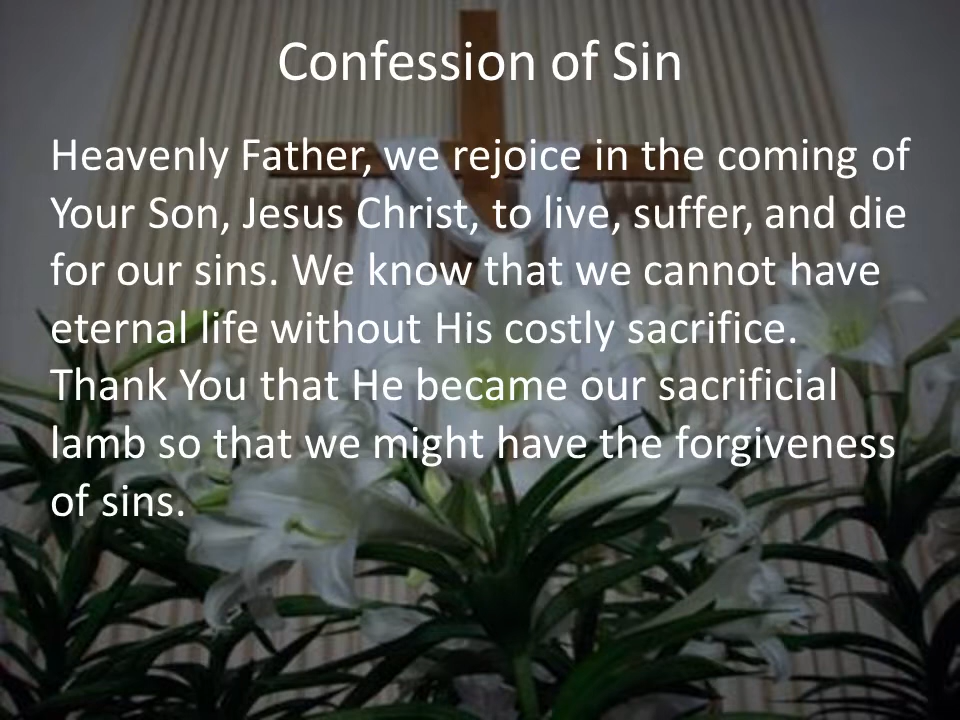 Confession of Sin
Heavenly Father, we rejoice in the coming of
Your Son, Jesus Christ, to live, suffer, and die
for our sins. We know that we cannot have
eternal life without His costly sacrifice.
Thank You that He became our sacrificial
lamb so that we might have the forgiveness
of sins.